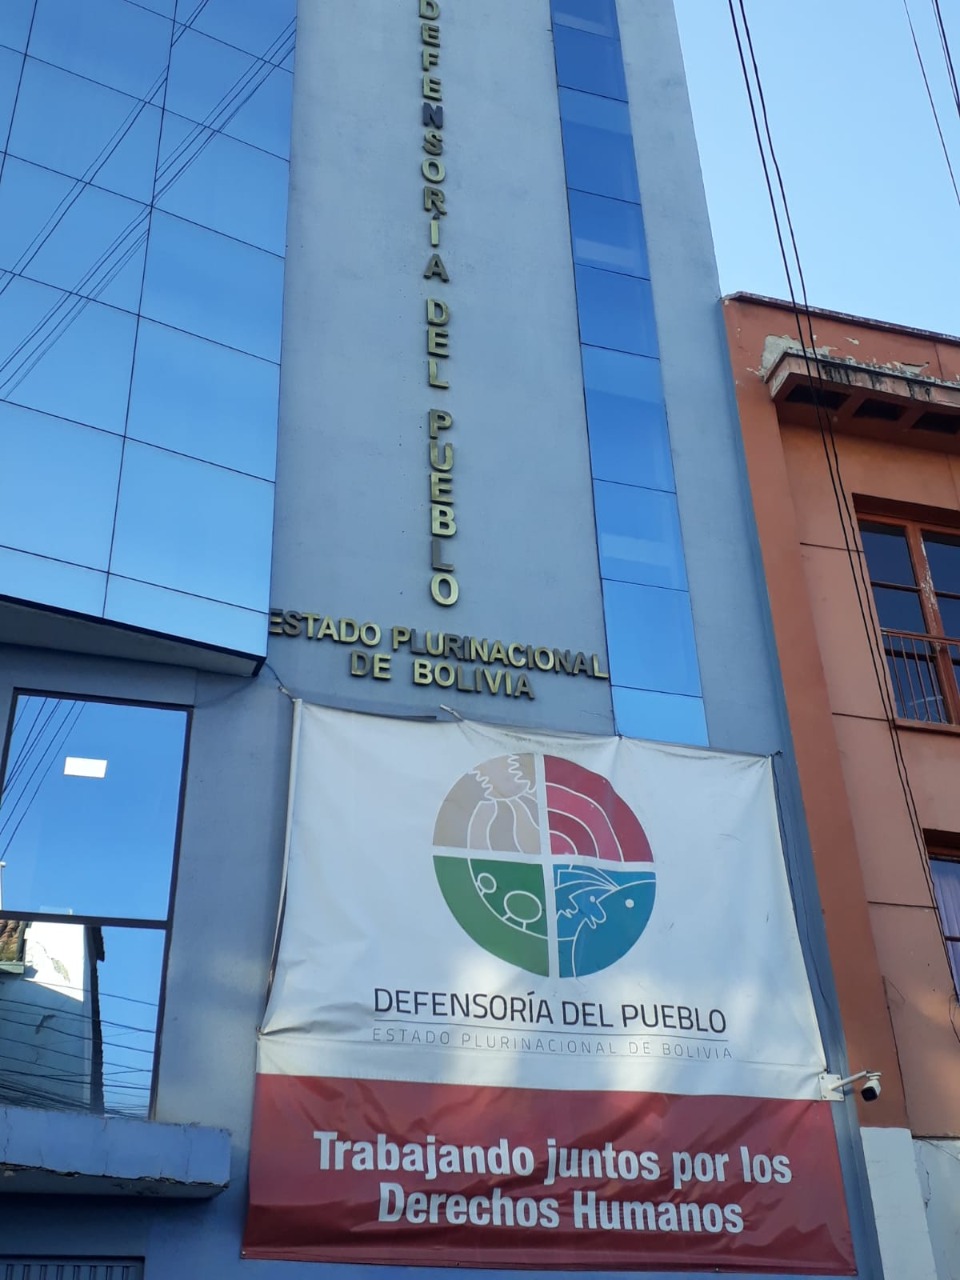 DEFENSORÍA DEL PUEBLO
ESTADO PLURINACIONAL
DE BOLIVIA
DEFENSORÍA DEL PUEBLO
ESTADO PLURINACIONAL DE BOLIVIA
Trabajando juntos por los
Derechos Humanos